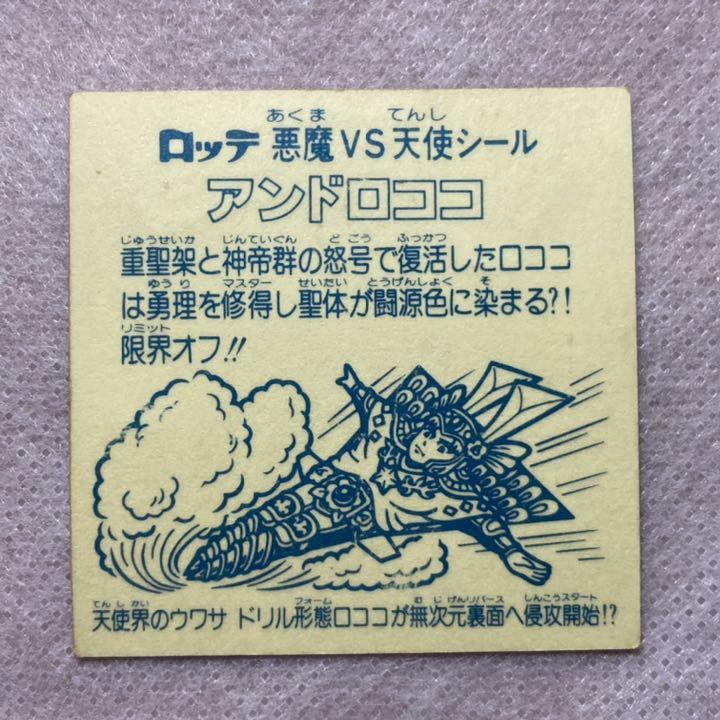 あくま てんし
ロッテ 悪魔VS天使シール
アンドロココ
じゅうせいか じんていぐん どごう ふっかつ
重聖架と神帝群の怒号で復活したロココ
ゆうり マスター せいたい とうげんしょく そ
は勇理を修得し聖体が闘源色に染まる?!
リミット
限界オフ!!
てんしかい フォーム むじげんリバース しんこうスタート
天使界のウワサ ドリル形態ロココが無次元裏面へ侵攻開始!?